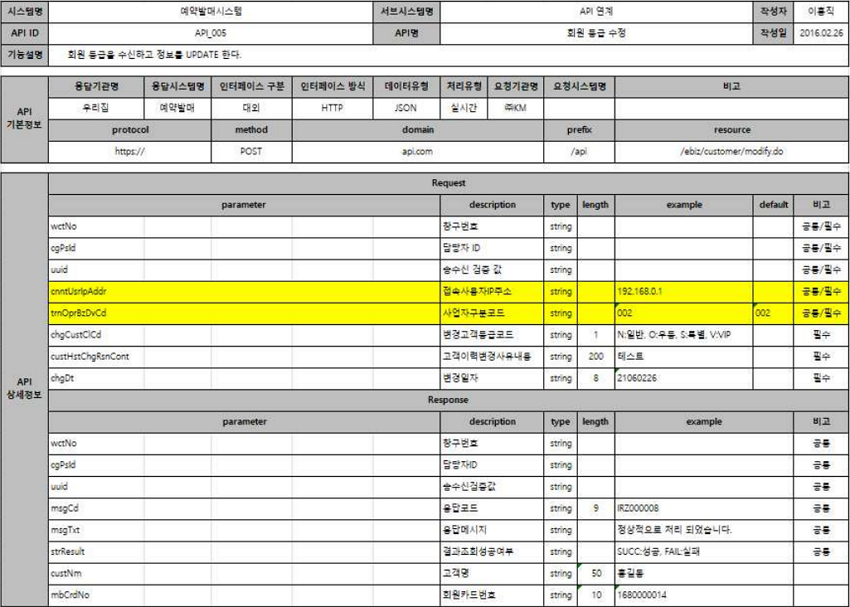 시스템명 예약발매시스템 서브시스템명 API 연계 작성자 이홍직
API ID API_005 API명 회원 등급 수정 작성일 2016.02.26
기능설명 회원 등급을 수신하고 정보를 UPDATE 한다.
API 기본정보
응답기관명 응답시스템명 인터페이스 구분 인터페이스 방식 데이터유형 처리유형 요청기관명 요청시스템명 비고
우리집 예약발매 대외 HTTP JSON 실시간 ㈜KM
protocol method domain prefix resource
https:// POST api.com /api /ebiz/customer/modify.do
API 상세정보
Request
parameter description type length example default 비고
wctNo 창구번호 string 공통/필수
cgPsId 담당자 ID string 공통/필수
uuid 송수신 검증 값 string 공통/필수
cnntUsrIpAddr 접속사용자IP주소 string 192.168.0.1 공통/필수
trnOprBzDvCd 사업자구분코드 string 002 002 공통/필수
chgCustClCd 변경고객등급코드 string 1 N:일반, O:우등, S:특별, V:VIP 필수
custHstChgRsnCont 고객이력변경사유내용 string 200 테스트 필수
chgDt 변경일자 string 8 21060226 필수
Response
parameter description type length example 비고
wctNo 창구번호 string 공통
cgPsId 담당자ID string 공통
uuid 송수신검증값 string 공통
msgCd 응답코드 string 9 IRZ000008 공통
msgTxt 응답메시지 string 정상적으로 처리 되었습니다. 공통
strResult 결과조회성공여부 string SUCC:성공, FAIL:실패 공통
custNm 고객명 string 50 홍길동
mbCrdNo 회원카드번호 string 10 1680000014